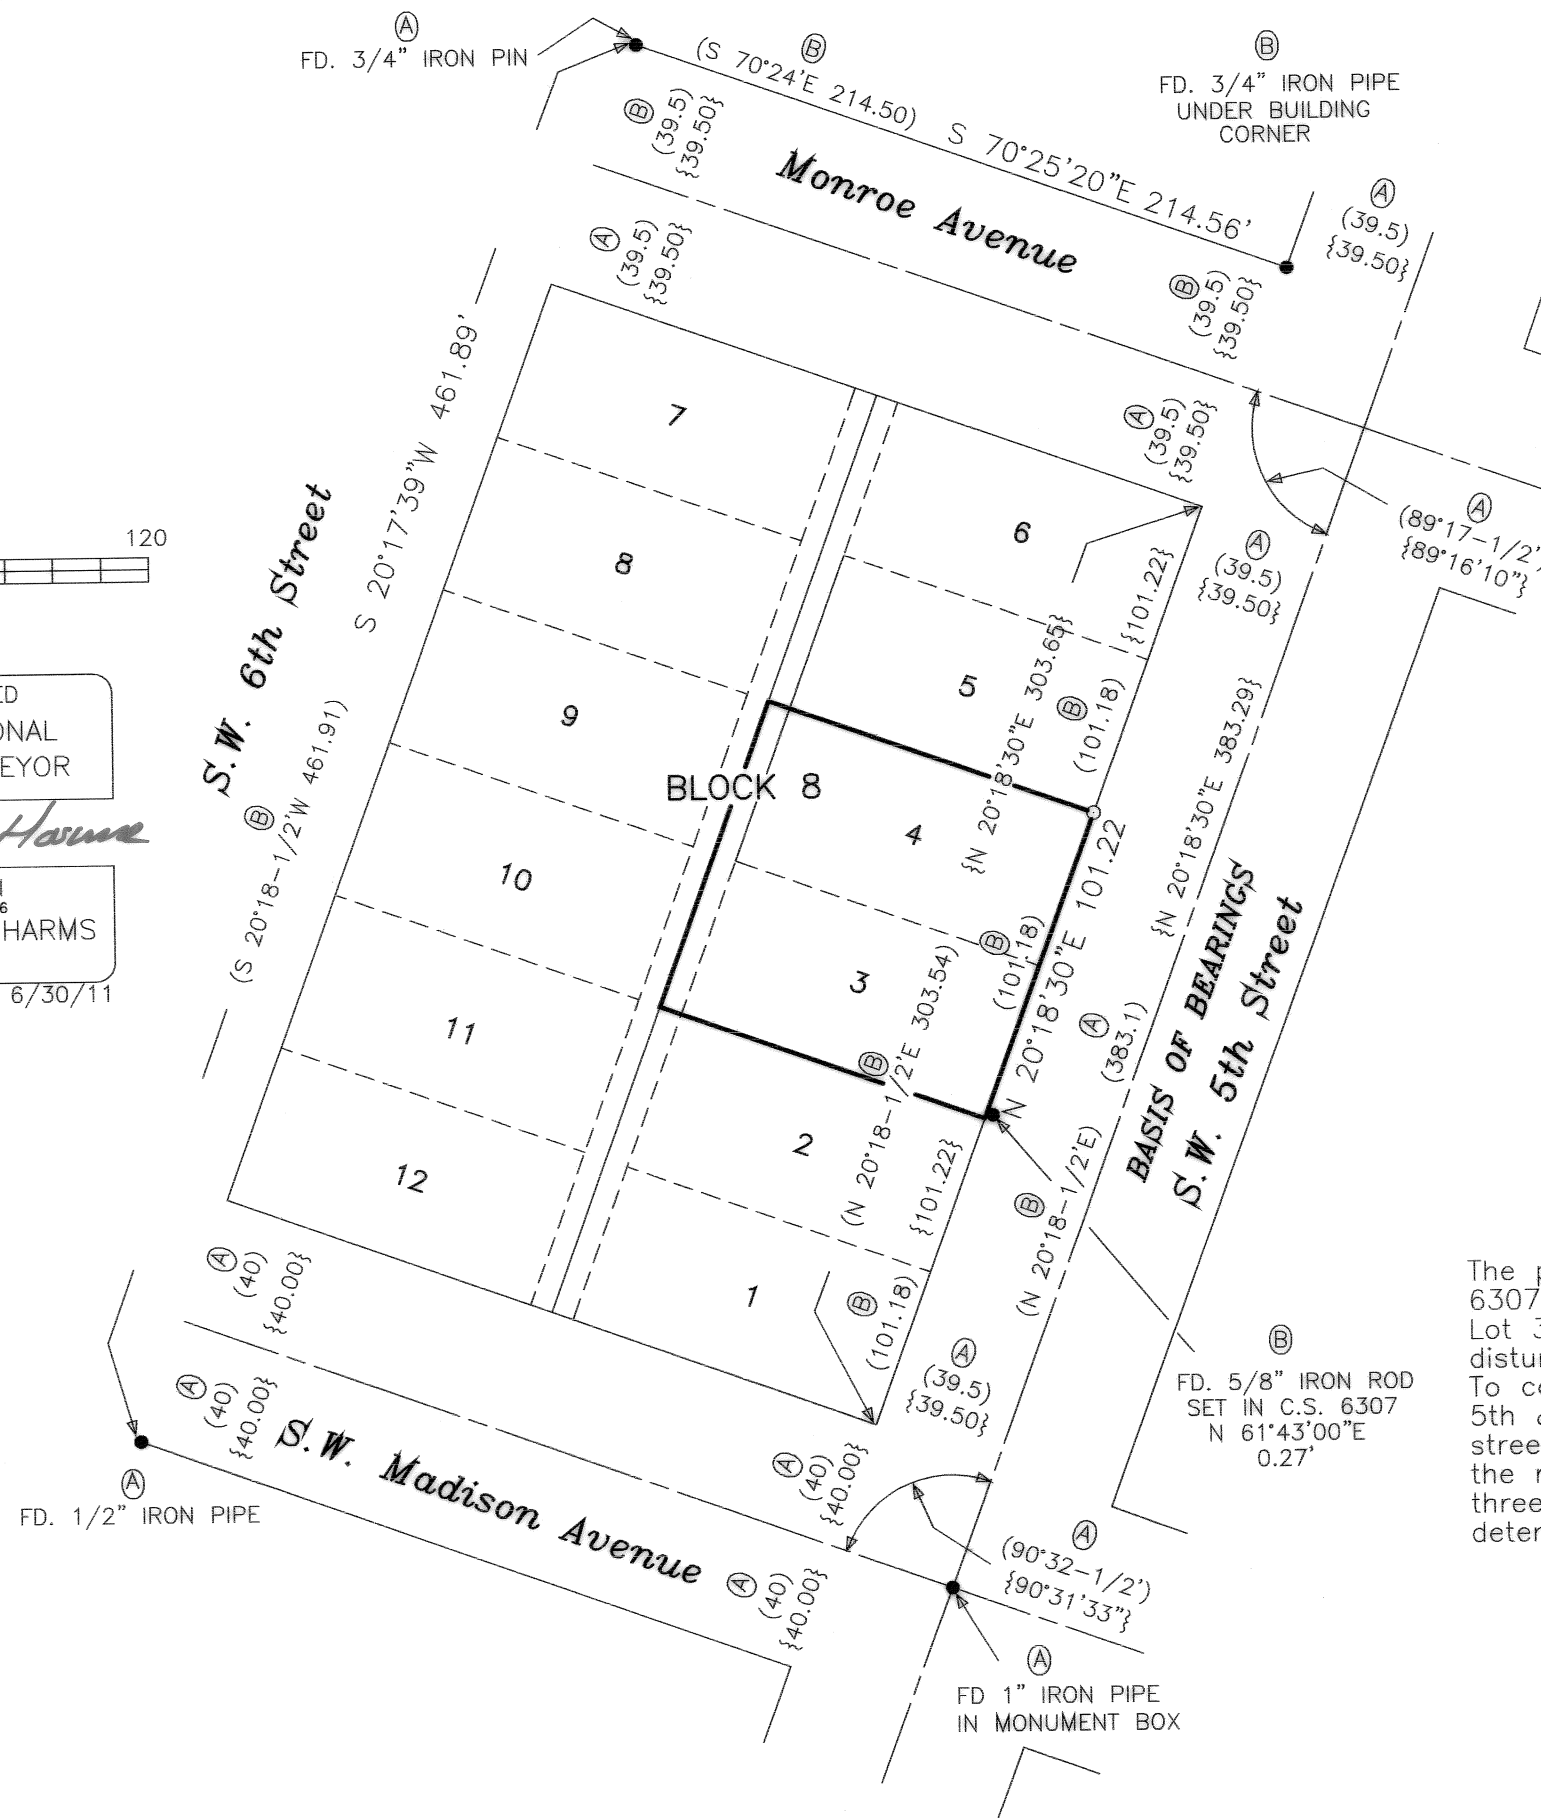 A
FD. 3/4" IRON PIN
B
(S 70°24'E 214.50)
S 70°25'20"E 214.56'
B
FD. 3/4" IRON PIPE
UNDER BUILDING
CORNER
B
(39.5)
{39.50}
Monroe Avenue
A
(39.5)
{39.50}
A
(39.5)
{39.50}
B
(39.5)
{39.50}
A
(39.5)
{39.50}
A
(89°17-1/2')
{89°16'10"}
A
(39.5)
{39.50}
120
S.W. 6th Street
S 20°17'39"W 461.89'
B
(S 20°18-1/2'W 461.91)
7
8
9
10
11
12
6
5
4
3
2
1
BLOCK 8
{101.22}
{N 20°18'30"E 303.65}
B
(101.18)
{N 20°18'30"E 383.29}
N 20°18'30"E 101.22
B
(101.18)
B
(N 20°18-1/2'E 303.54)
A
(383.1)
BASIS OF BEARINGS
S.W. 5th Street
{101.22}
B
(N 20°18-1/2'E)
B
(101.18)
ED
ONAL
EYOR
Harms
6
HARMS
6/30/11
A
(40)
{40.00}
A
(40)
{40.00}
S.W. Madison Avenue
A
FD. 1/2" IRON PIPE
A
(39.5)
{39.50}
A
(40)
{40.00}
A
(40)
{40.00}
A
(90°32-1/2')
{90°31'33"}
A
FD 1" IRON PIPE
IN MONUMENT BOX
B
FD. 5/8" IRON ROD
SET IN C.S. 6307
N 61°43'00"E
0.27'
The p
6307
Lot 3
distu
To co
5th
stree
the r
three
deter